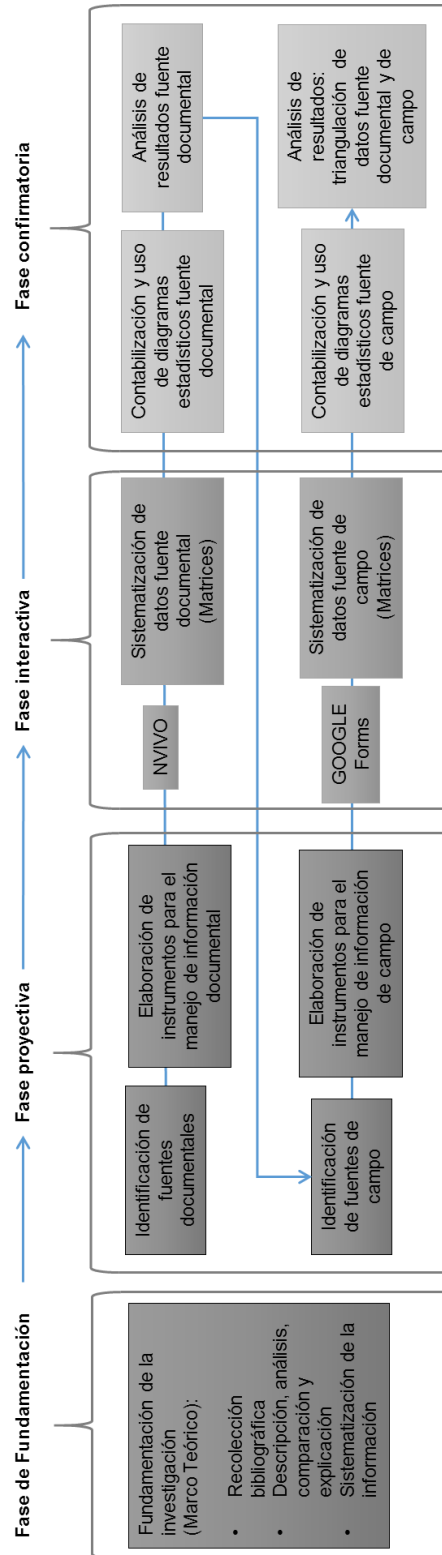 Fase de Fundamentación
Fase proyectiva
Fase interactiva
Fase confirmatoria
Fundamentación de la
investigación
(Marco Teórico):
• Recolección
bibliográfica
• Descripción, análisis,
comparación y
explicación
• Sistematización de la
información
Identificación de
fuentes
documentales
Elaboración de
instrumentos para el
manejo de información
documental
NVIVO
Sistematización de
datos fuente
documental
(Matrices)
Contabilización y uso
de diagramas
estadísticos fuente
documental
Análisis de
resultados fuente
documental
Identificación
de fuentes de
campo
Elaboración de
instrumentos para el
manejo de información
de campo
GOOGLE
Forms
Sistematización de
datos fuente de
campo
(Matrices)
Contabilización y uso
de diagramas
estadísticos fuente
de campo
Análisis de
resultados:
triangulación de
datos fuente
documental y de
campo